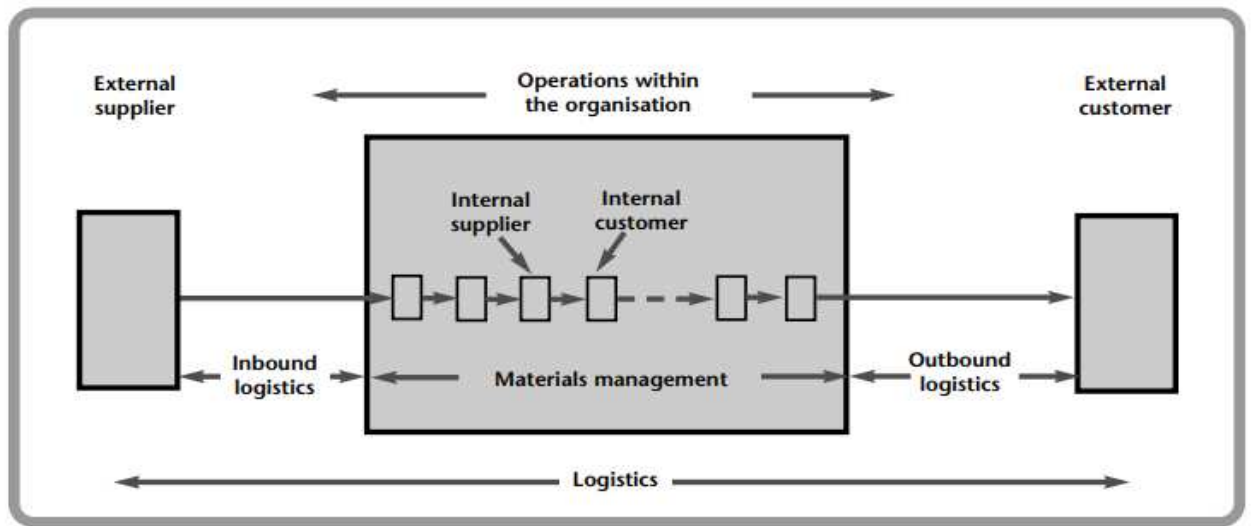 External
supplier
Operations within
the organisation
External
customer
Internal
supplier
Internal
customer
Inbound
logistics
Materials management
Outbound
logistics
Logistics